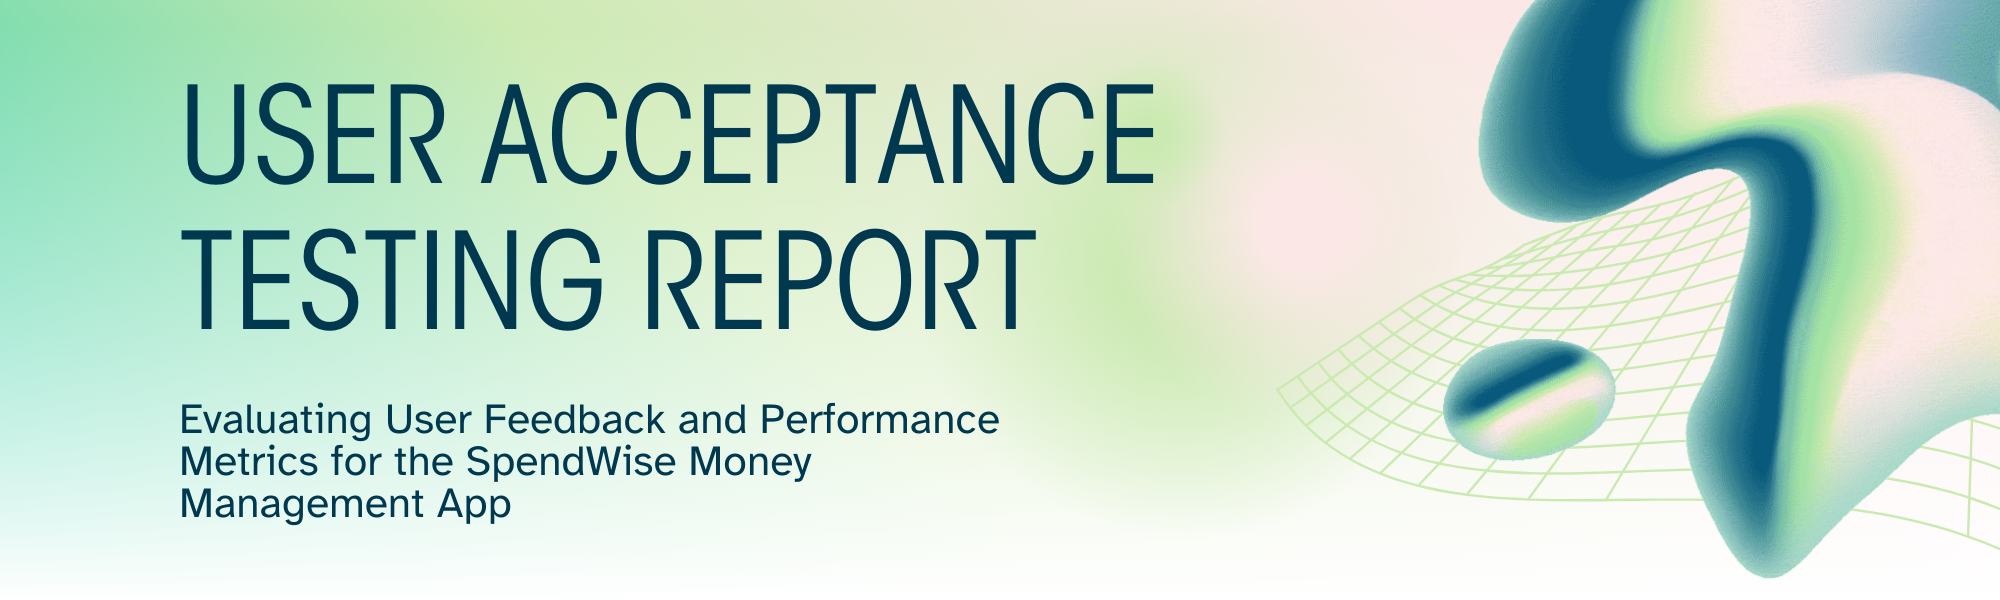 USER ACCEPTANCE
TESTING REPORT
Evaluating User Feedback and Performance
Metrics for the SpendWise Money
Management App